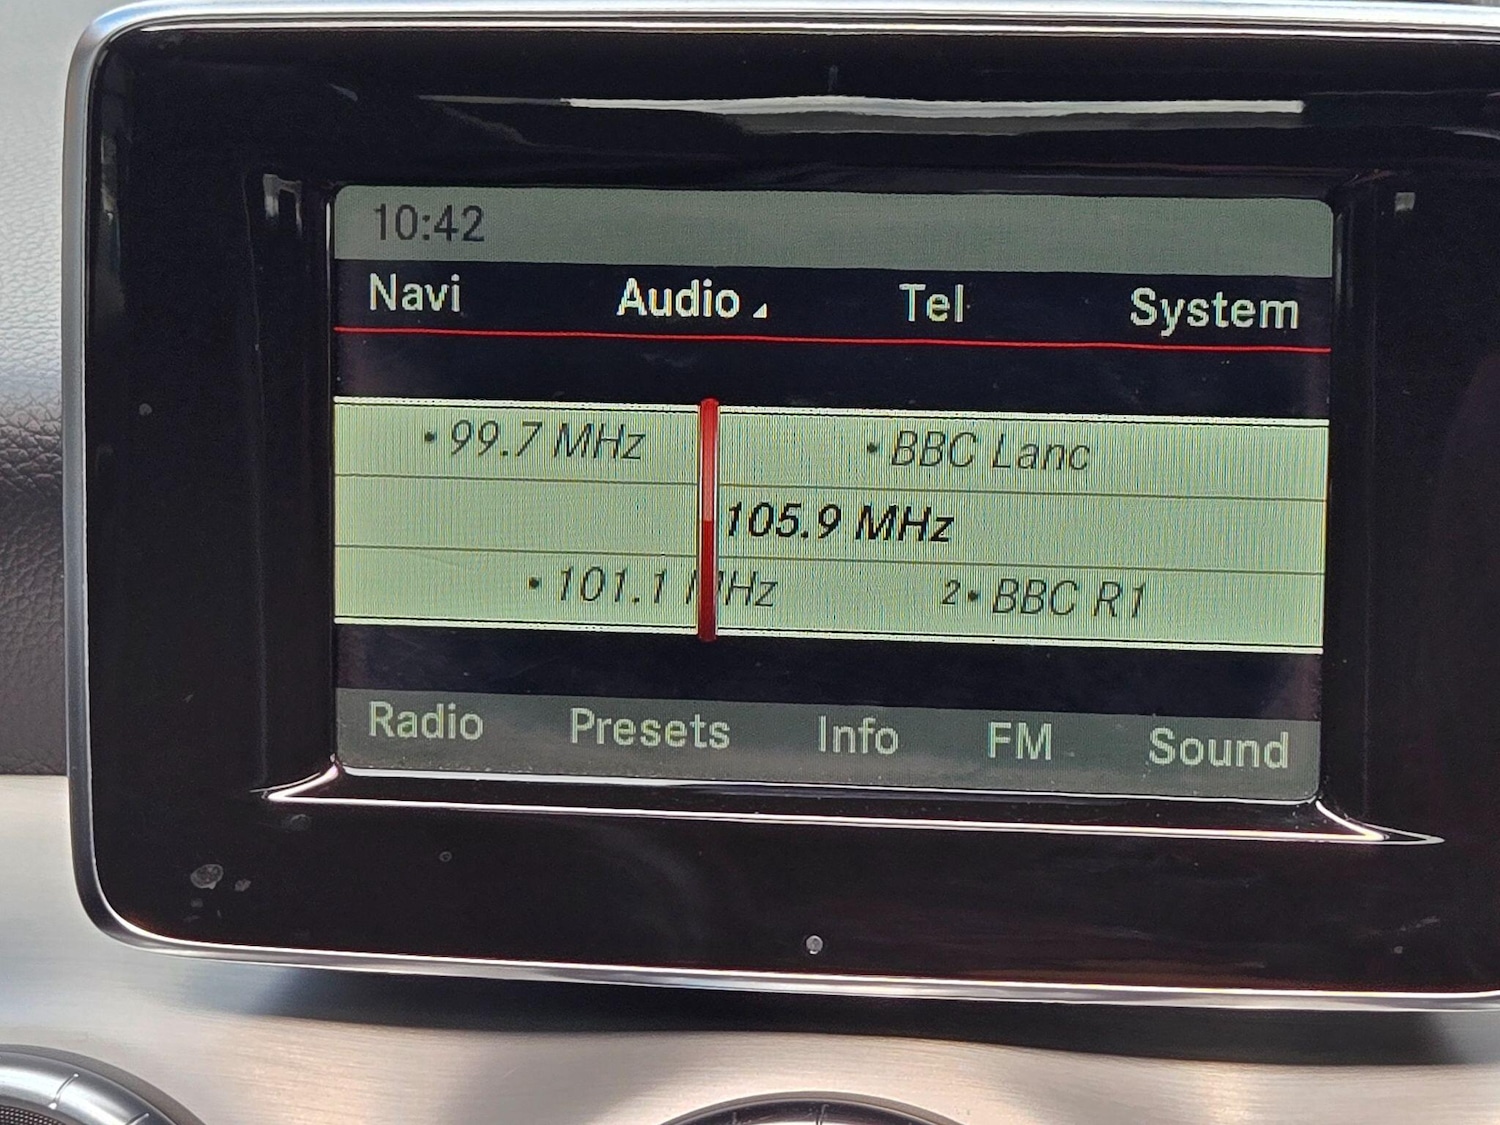 10:42
Navi Audio Tel System
• 99.7 MHz • BBC Lanc
105.9 MHz
• 101.1 MHz 2• BBC R1
Radio Presets Info FM Sound